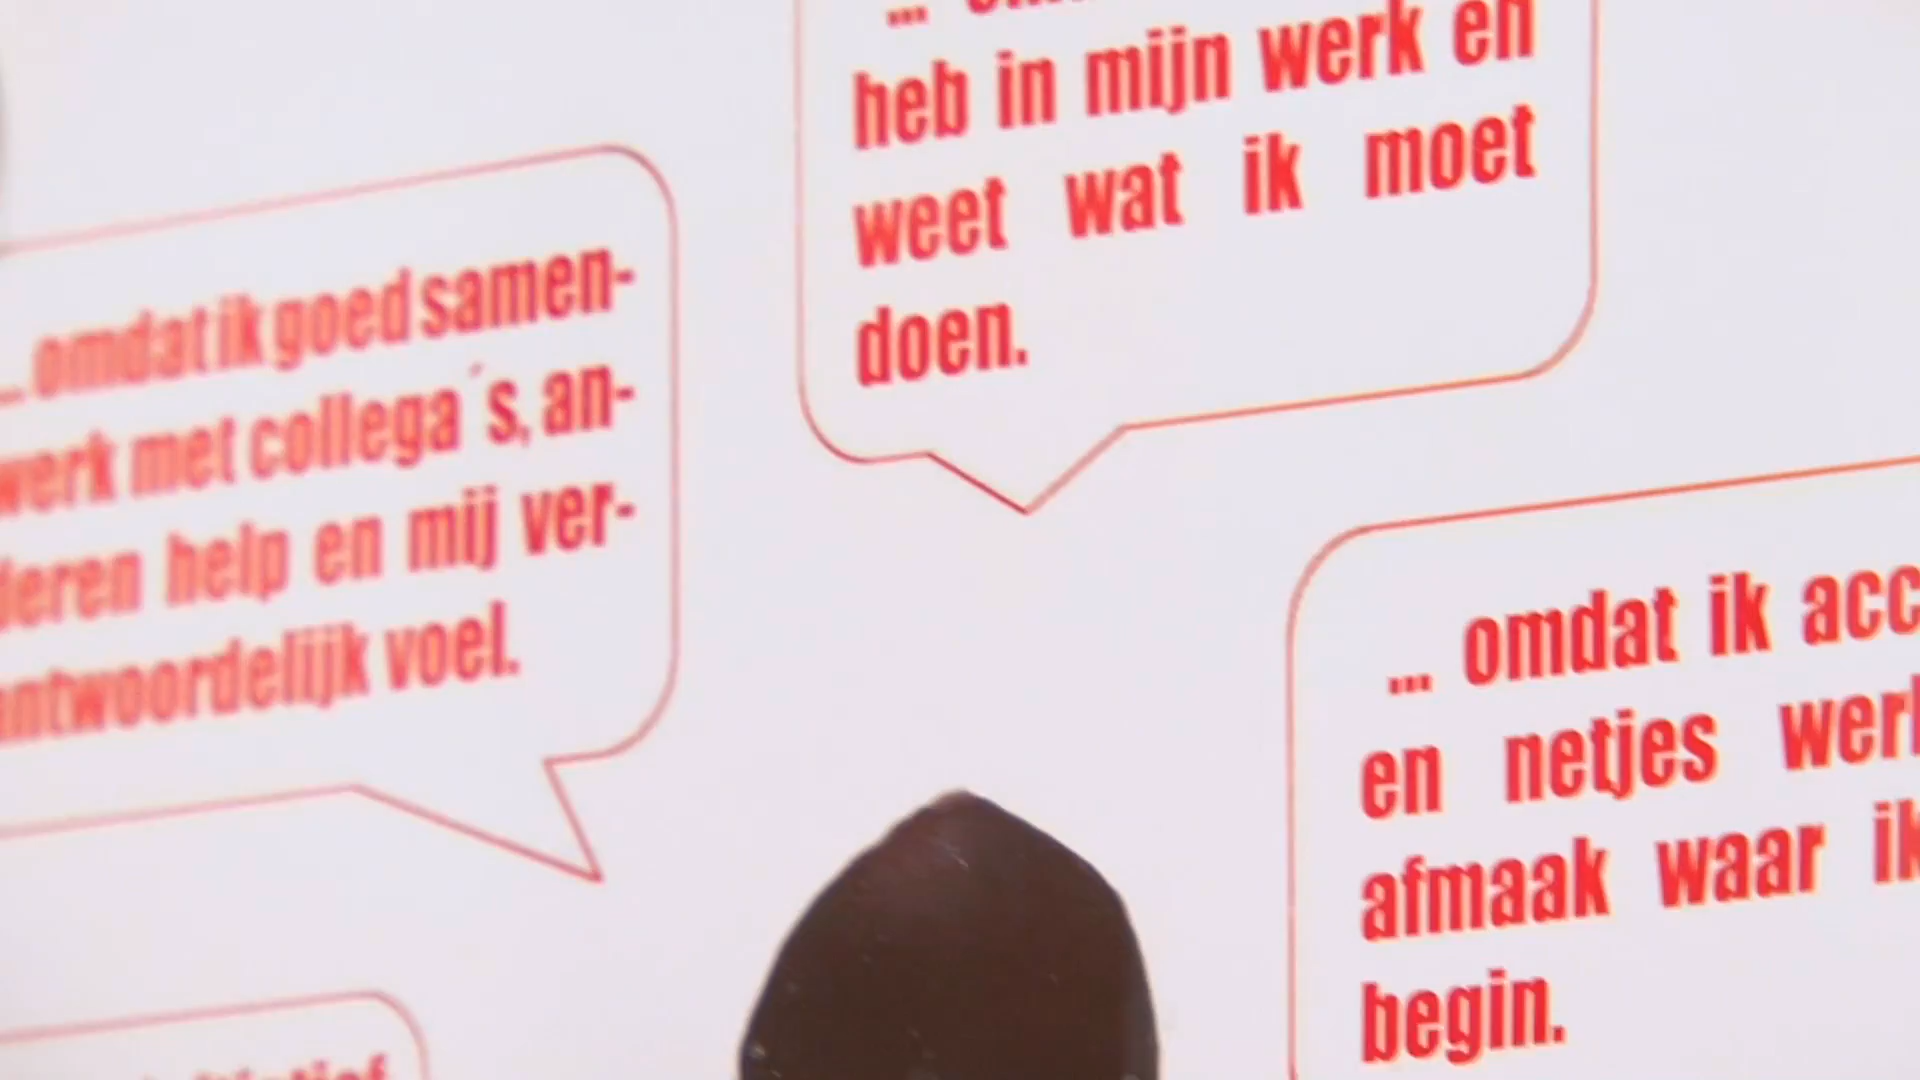 ... omdat ik goed samen-
werk met collega´s, an-
deren help en mij ver-
antwoordelijk voel.
...
heb in mijn werk en
weet wat ik moet
doen.
... omdat ik acc
en netjes werk
afmaak waar ik
begin.